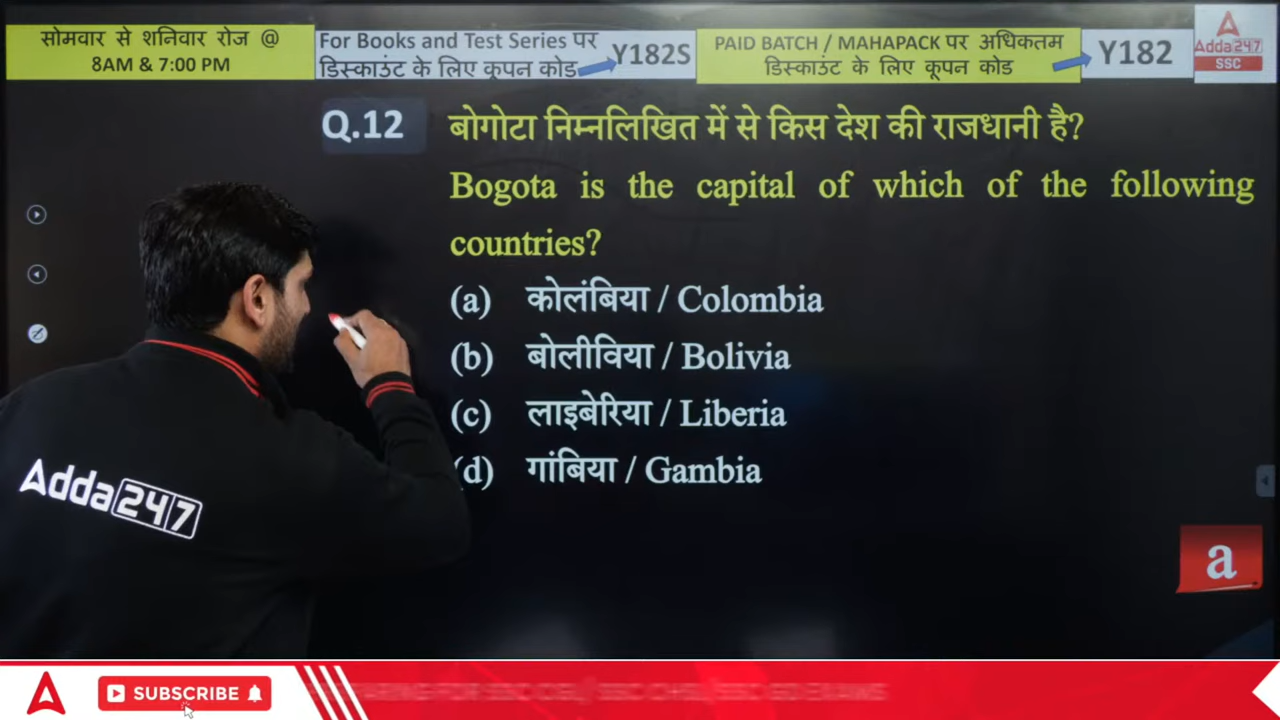 सोमवार से शनिवार रोज @
8AM & 7:00 PM
For Books and Test Series पर
डिस्काउंट के लिए कूपन कोड
Y182S
PAID BATCH / MAHAPACK पर अधिकतम
डिस्काउंट के लिए कूपन कोड
Y182
Adda247
SSC
Q.12
बोगोटा निम्नलिखित में से किस देश की राजधानी है?
Bogota is the capital of which of the following
countries?
(a) कोलंबिया / Colombia
(b) बोलीविया / Bolivia
(c) लाइबेरिया / Liberia
(d) गांबिया / Gambia
Adda247
a
SUBSCRIBE